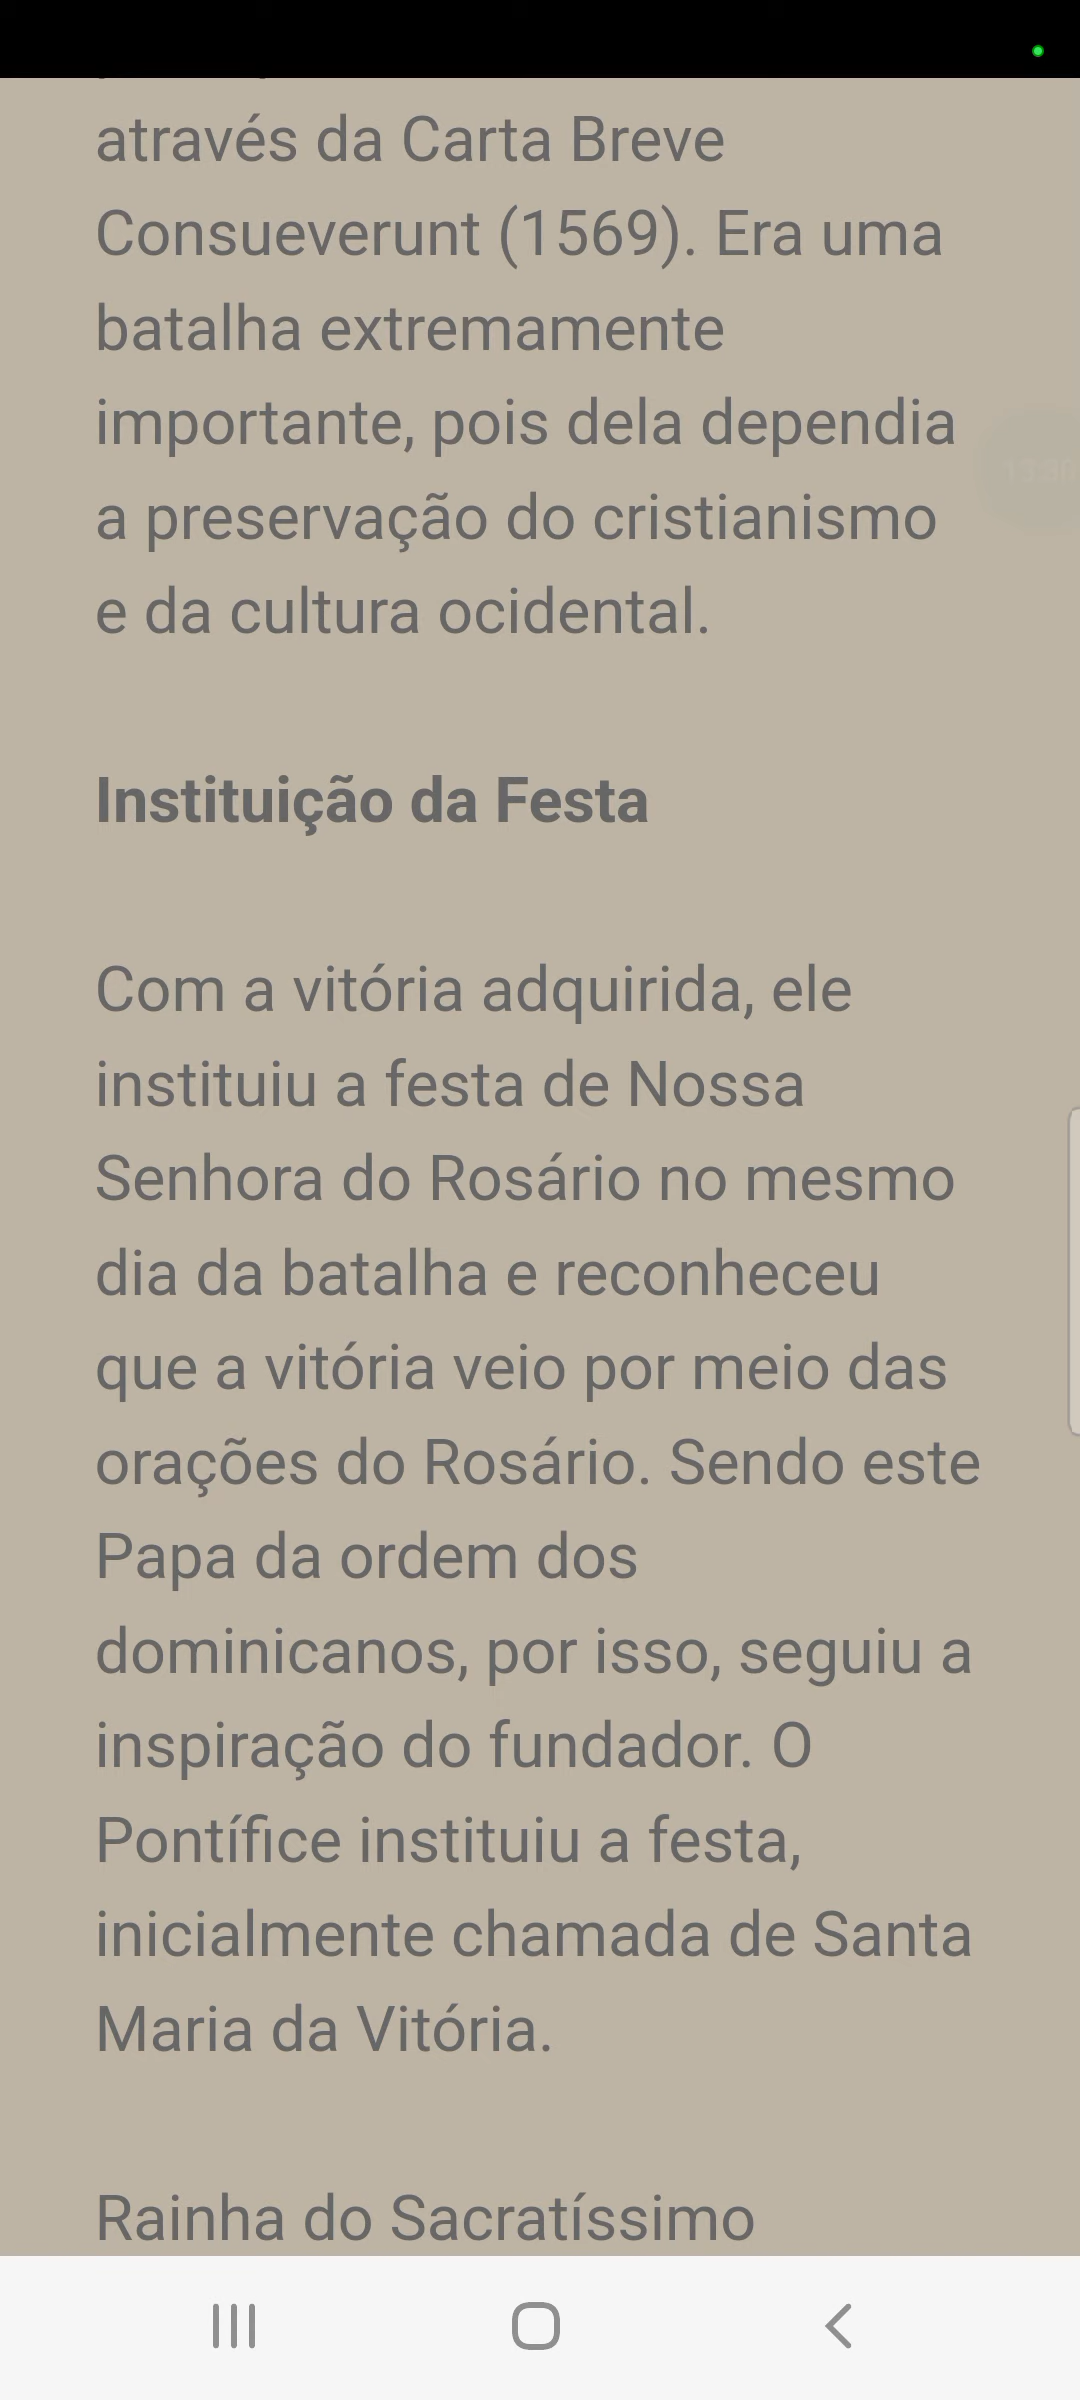 através da Carta Breve
Consueverunt (1569). Era uma
batalha extremamente
importante, pois dela dependia
a preservação do cristianismo
e da cultura ocidental.
Instituição da Festa
Com a vitória adquirida, ele
instituiu a festa de Nossa
Senhora do Rosário no mesmo
dia da batalha e reconheceu
que a vitória veio por meio das
orações do Rosário. Sendo este
Papa da ordem dos
dominicanos, por isso, seguiu a
inspiração do fundador. O
Pontífice instituiu a festa,
inicialmente chamada de Santa
Maria da Vitória.
Rainha do Sacratíssimo